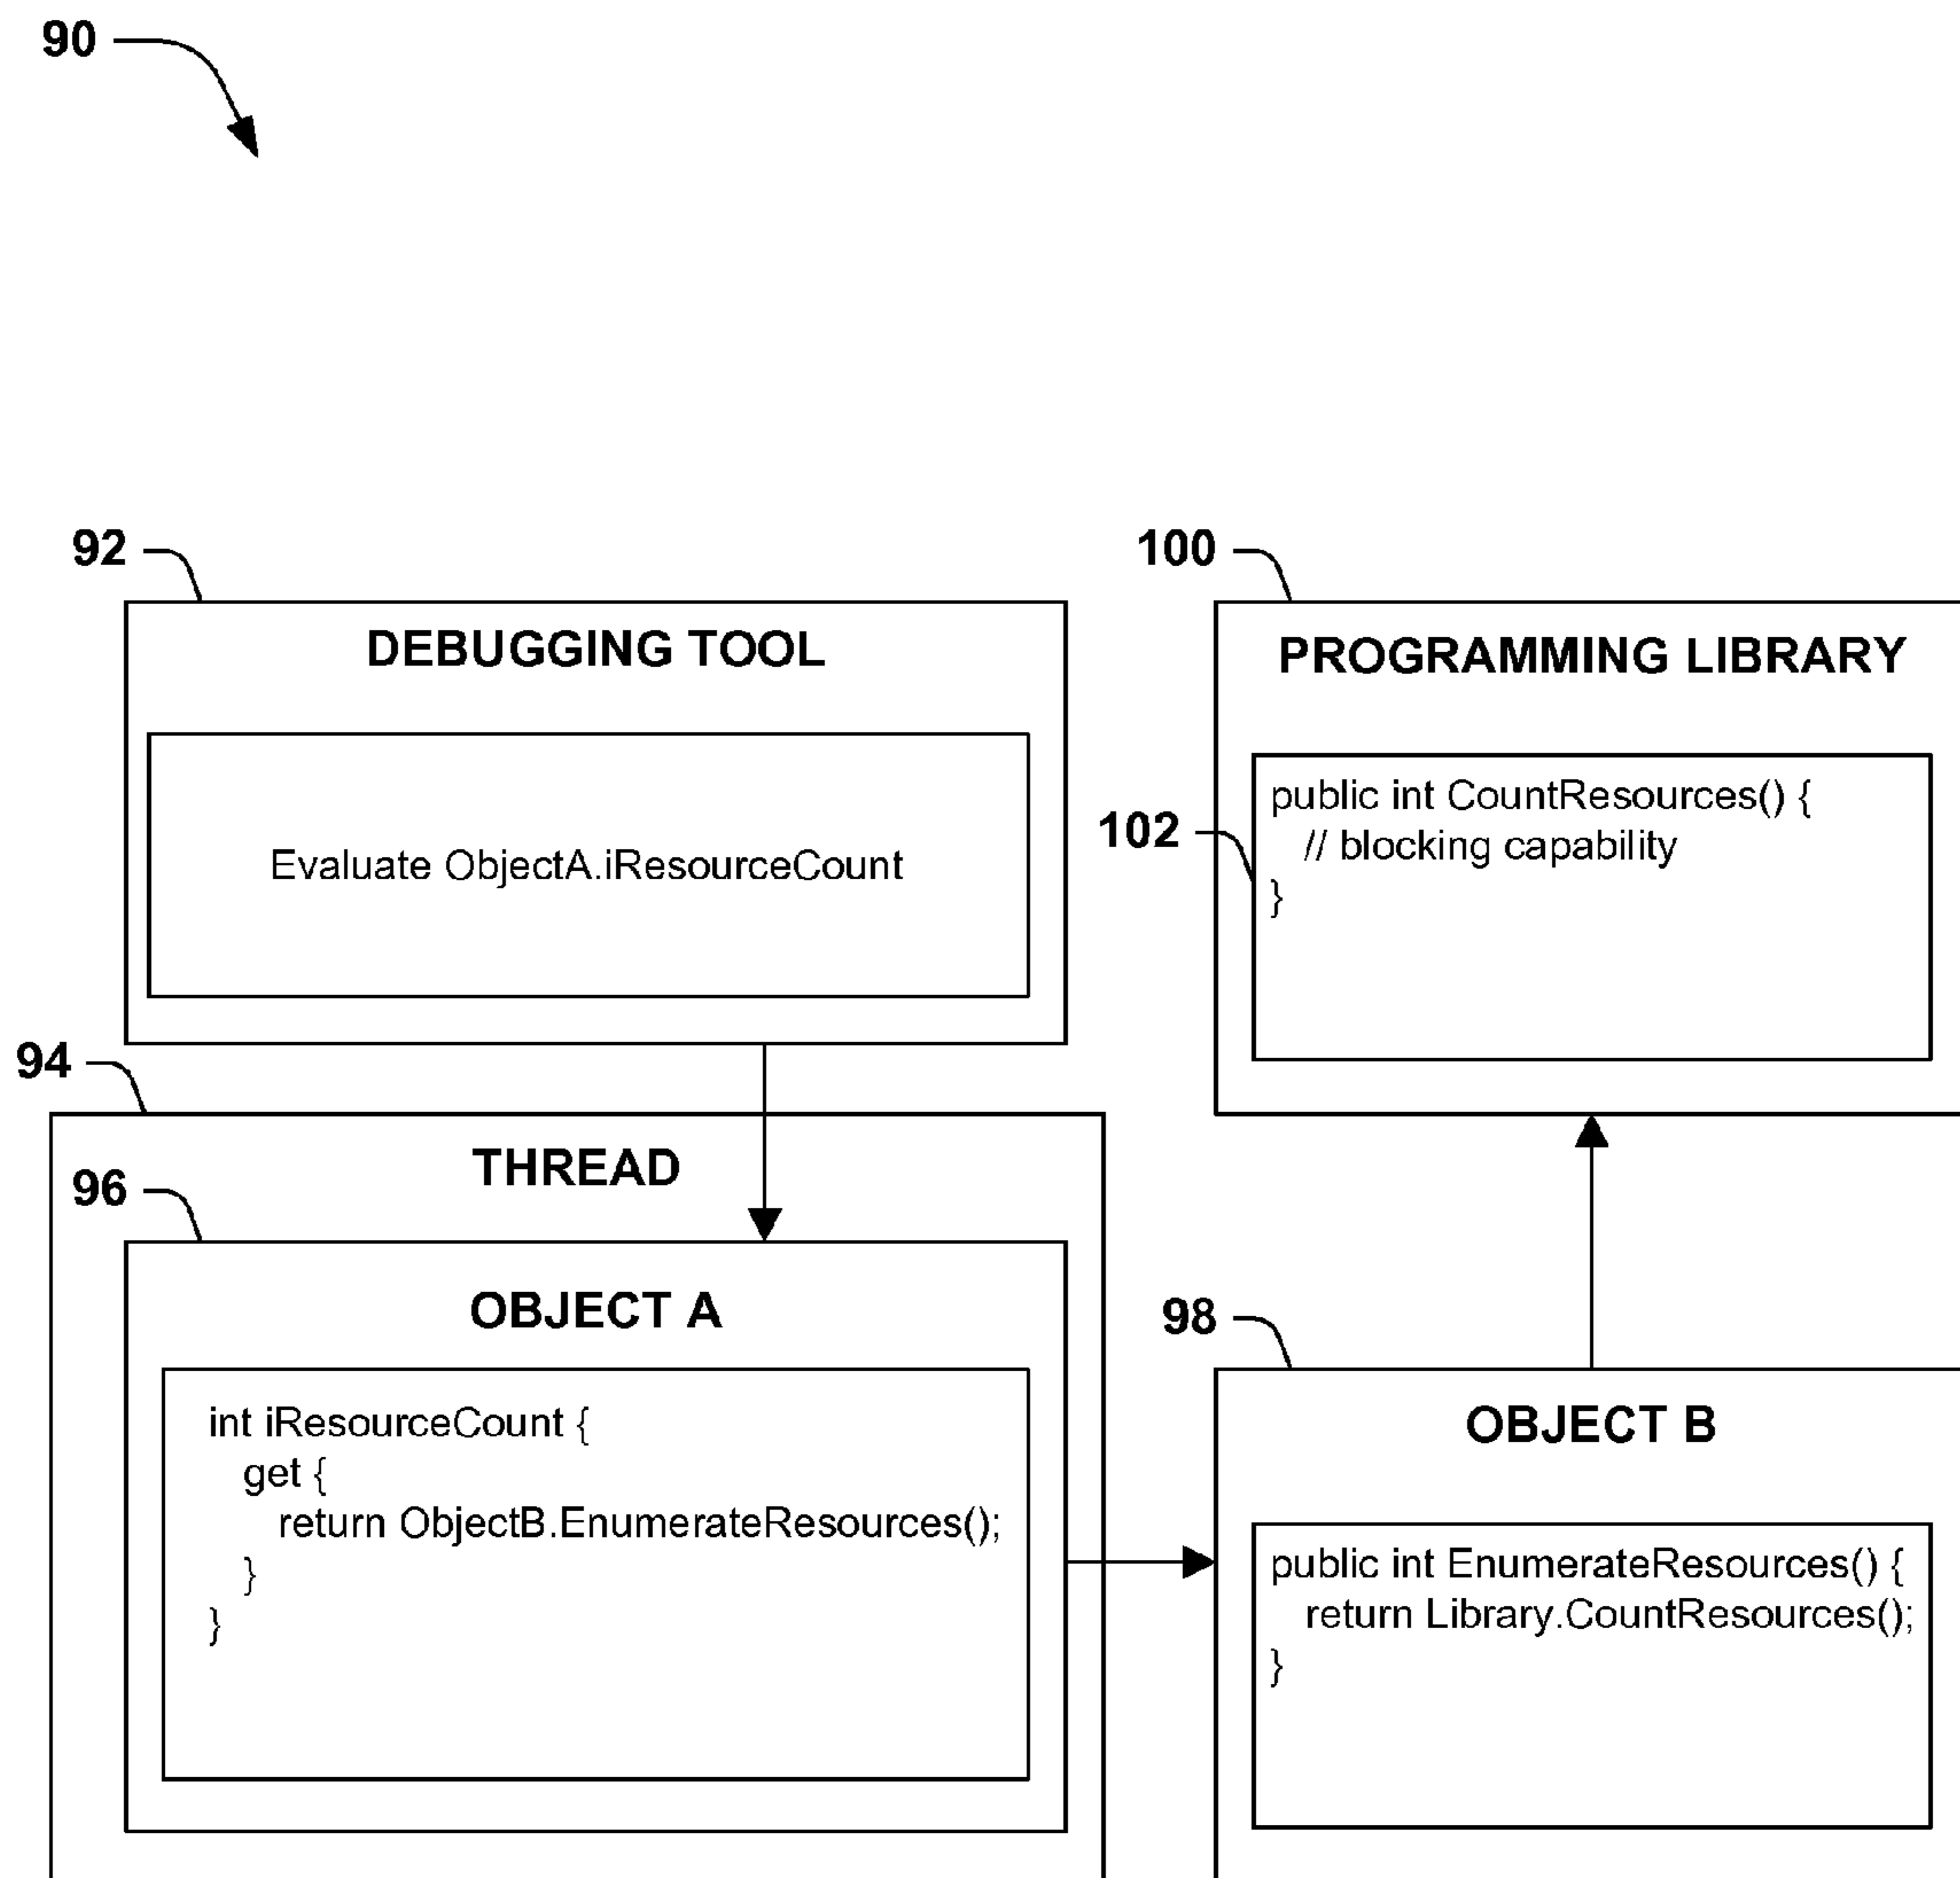 90
92
DEBUGGING TOOL
Evaluate ObjectA.iResourceCount
100
PROGRAMMING LIBRARY
102
public int CountResources() {
// blocking capability
}
94
THREAD
96
OBJECT A
int iResourceCount {
get {
return ObjectB.EnumerateResources();
}
}
98
OBJECT B
public int EnumerateResources() {
return Library.CountResources();
}